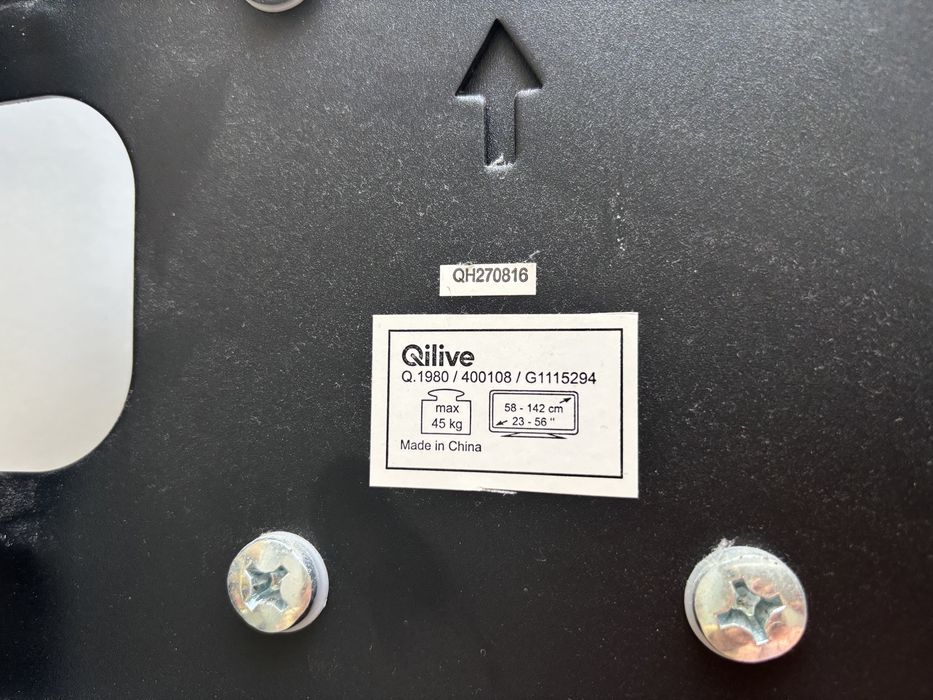 QH270816
Qilive
Q.1980 / 400108 / G1115294
max
45 kg
58 - 142 cm
23 - 56 "
Made in China